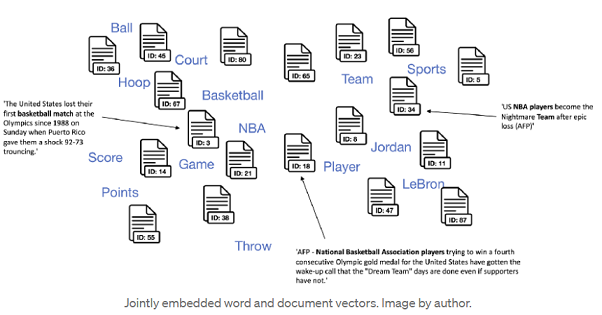 Ball
ID: 36
ID: 45
Court
ID: 80
ID: 65
ID: 23
ID: 56
Team
Sports
ID: 5
Hoop
ID: 67
Basketball
ID: 34
'The United States lost their
first basketball match at the
Olympics since 1988 on
Sunday when Puerto Rico
gave them a shock 92-73
trouncing.'
'US NBA players become the
Nightmare Team after epic
loss (AFP)'
ID: 3
NBA
ID: 8
Jordan
Score
ID: 14
Game
ID: 21
ID: 18
Player
ID: 11
LeBron
Points
ID: 38
ID: 47
ID: 87
ID: 55
Throw
'AFP - National Basketball Association players trying to win a fourth
consecutive Olympic gold medal for the United States have gotten the
wake-up call that the "Dream Team" days are done even if supporters
have not.'
Jointly embedded word and document vectors. Image by author.